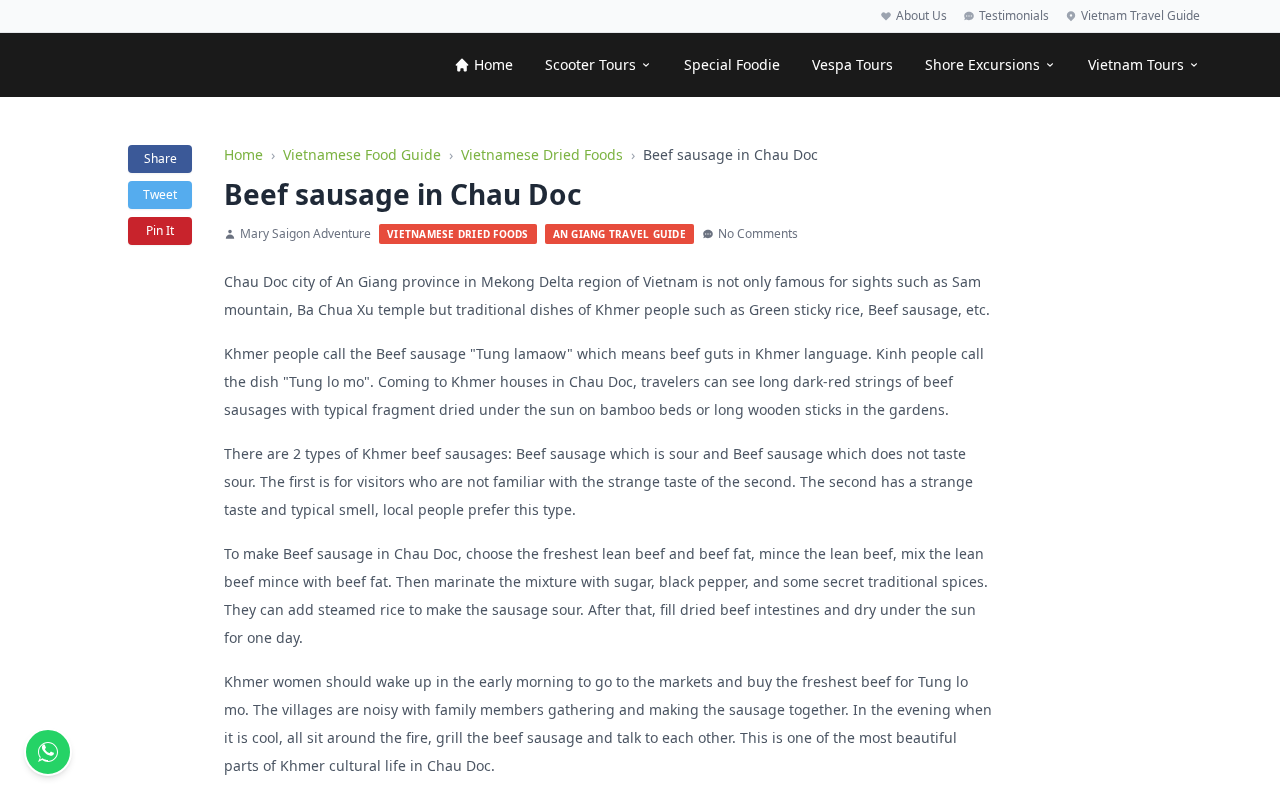 About Us Testimonials Vietnam Travel Guide
Home Scooter Tours Special Foodie Vespa Tours Shore Excursions Vietnam Tours
Share
Tweet
Pin It
Home › Vietnamese Food Guide › Vietnamese Dried Foods › Beef sausage in Chau Doc
Beef sausage in Chau Doc
Mary Saigon Adventure VIETNAMESE DRIED FOODS AN GIANG TRAVEL GUIDE No Comments
Chau Doc city of An Giang province in Mekong Delta region of Vietnam is not only famous for sights such as Sam
mountain, Ba Chua Xu temple but traditional dishes of Khmer people such as Green sticky rice, Beef sausage, etc.
Khmer people call the Beef sausage "Tung lamaow" which means beef guts in Khmer language. Kinh people call
the dish "Tung lo mo". Coming to Khmer houses in Chau Doc, travelers can see long dark-red strings of beef
sausages with typical fragment dried under the sun on bamboo beds or long wooden sticks in the gardens.
There are 2 types of Khmer beef sausages: Beef sausage which is sour and Beef sausage which does not taste
sour. The first is for visitors who are not familiar with the strange taste of the second. The second has a strange
taste and typical smell, local people prefer this type.
To make Beef sausage in Chau Doc, choose the freshest lean beef and beef fat, mince the lean beef, mix the lean
beef mince with beef fat. Then marinate the mixture with sugar, black pepper, and some secret traditional spices.
They can add steamed rice to make the sausage sour. After that, fill dried beef intestines and dry under the sun
for one day.
Khmer women should wake up in the early morning to go to the markets and buy the freshest beef for Tung lo
mo. The villages are noisy with family members gathering and making the sausage together. In the evening when
it is cool, all sit around the fire, grill the beef sausage and talk to each other. This is one of the most beautiful
parts of Khmer cultural life in Chau Doc.